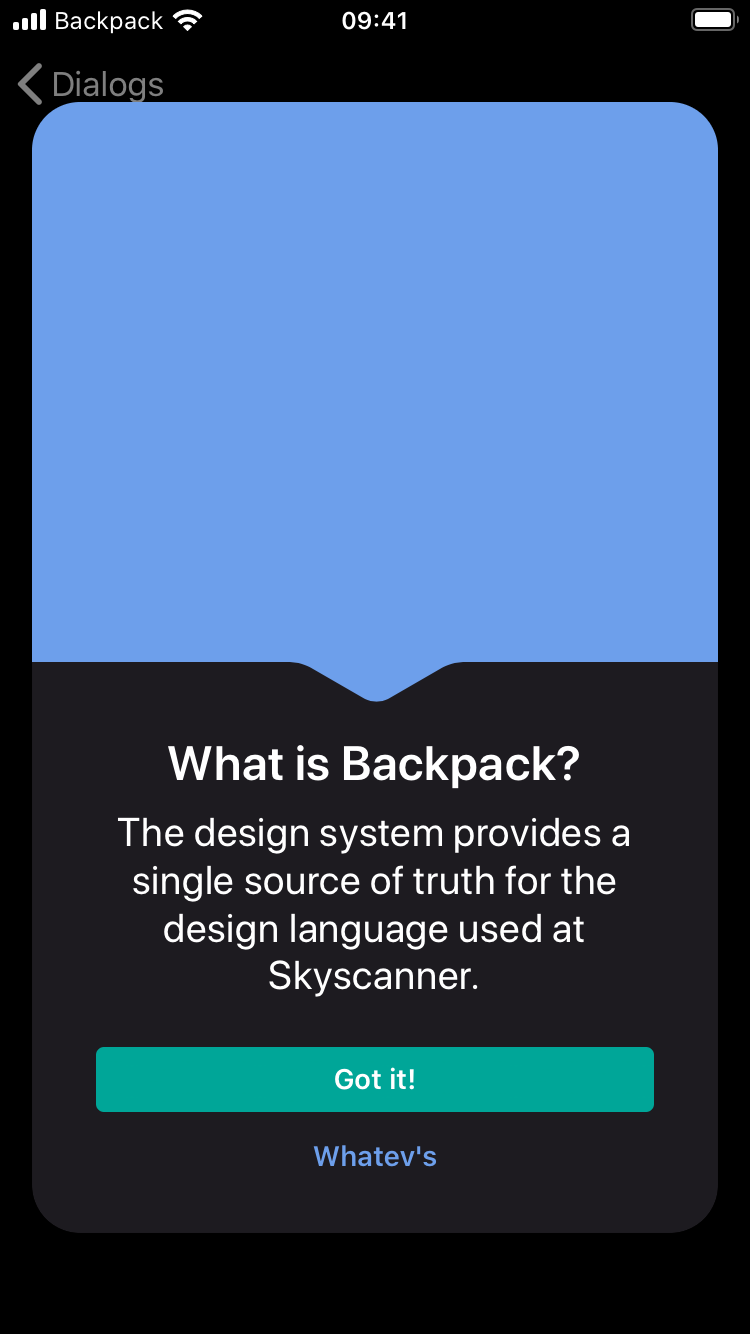 Backpack 09:41
Dialogs
What is Backpack?
The design system provides a
single source of truth for the
design language used at
Skyscanner.
Got it!
Whatev's